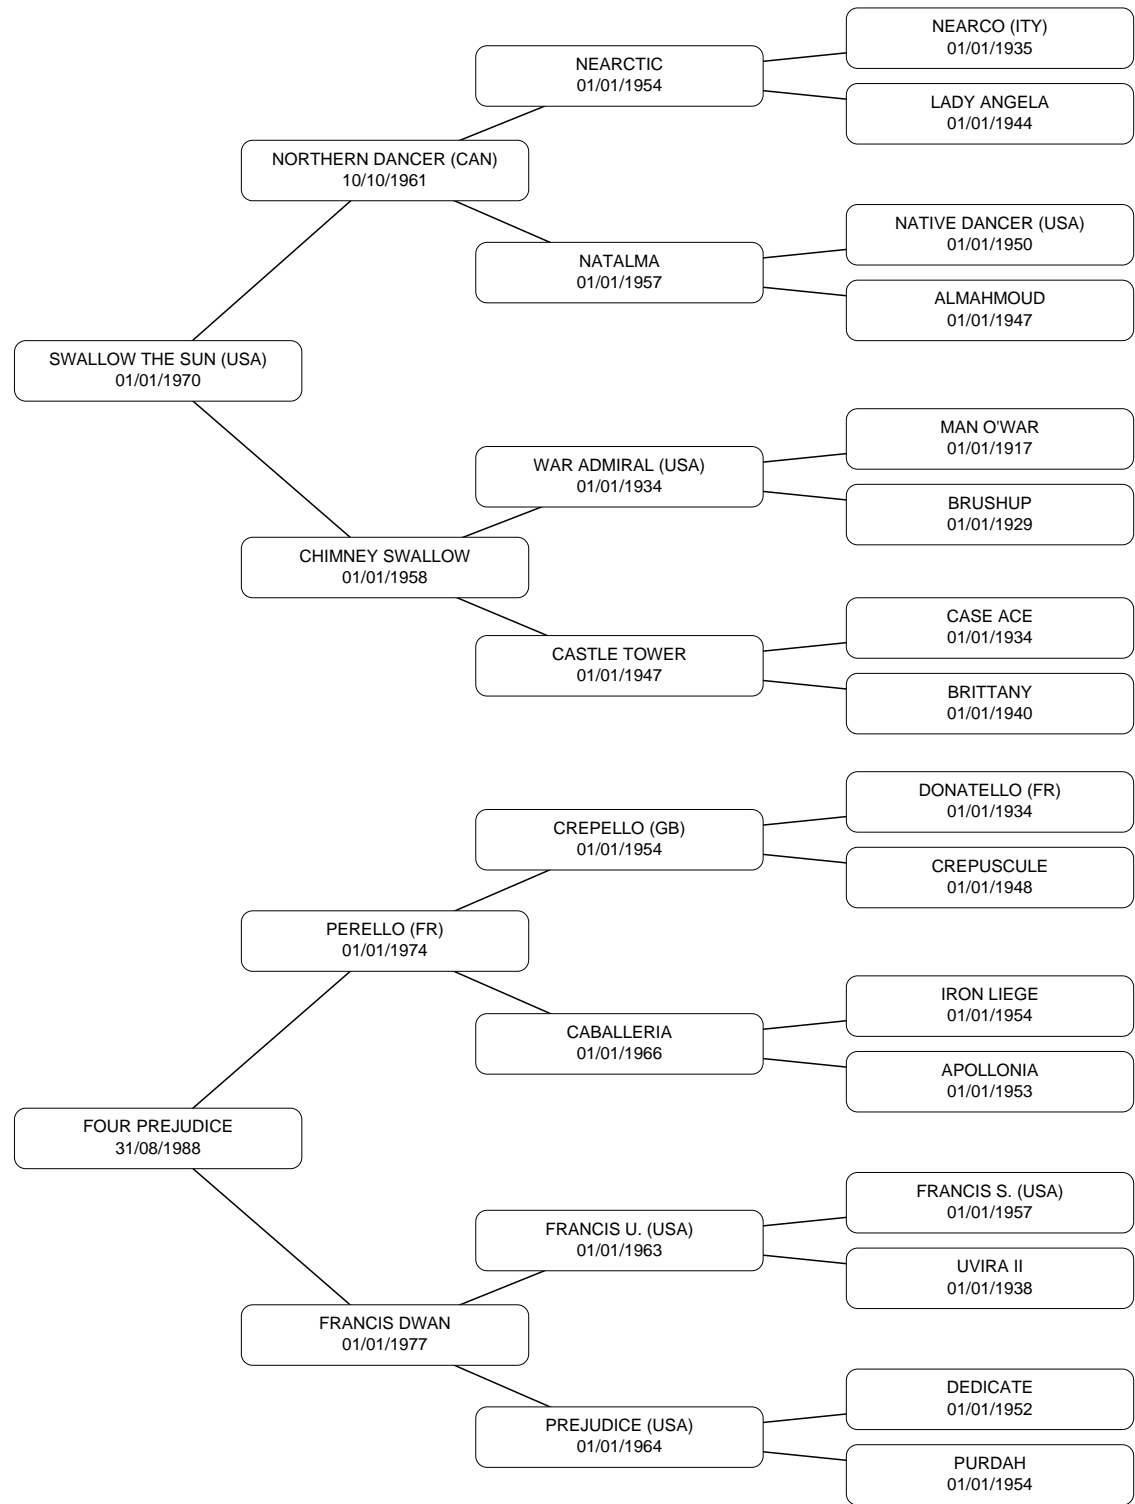 NEARCO (ITY)
01/01/1935
NEARCTIC
01/01/1954
LADY ANGELA
01/01/1944
NORTHERN DANCER (CAN)
10/10/1961
NATIVE DANCER (USA)
01/01/1950
NATALMA
01/01/1957
ALMAHMOUD
01/01/1947
SWALLOW THE SUN (USA)
01/01/1970
MAN O'WAR
01/01/1917
WAR ADMIRAL (USA)
01/01/1934
BRUSHUP
01/01/1929
CHIMNEY SWALLOW
01/01/1958
CASE ACE
01/01/1934
CASTLE TOWER
01/01/1947
BRITTANY
01/01/1940
DONATELLO (FR)
01/01/1934
CREPELLO (GB)
01/01/1954
CREPUSCULE
01/01/1948
PERELLO (FR)
01/01/1974
IRON LIEGE
01/01/1954
CABALLERIA
01/01/1966
APOLLONIA
01/01/1953
FOUR PREJUDICE
31/08/1988
FRANCIS S. (USA)
01/01/1957
FRANCIS U. (USA)
01/01/1963
UVIRA II
01/01/1938
FRANCIS DWAN
01/01/1977
DEDICATE
01/01/1952
PREJUDICE (USA)
01/01/1964
PURDAH
01/01/1954